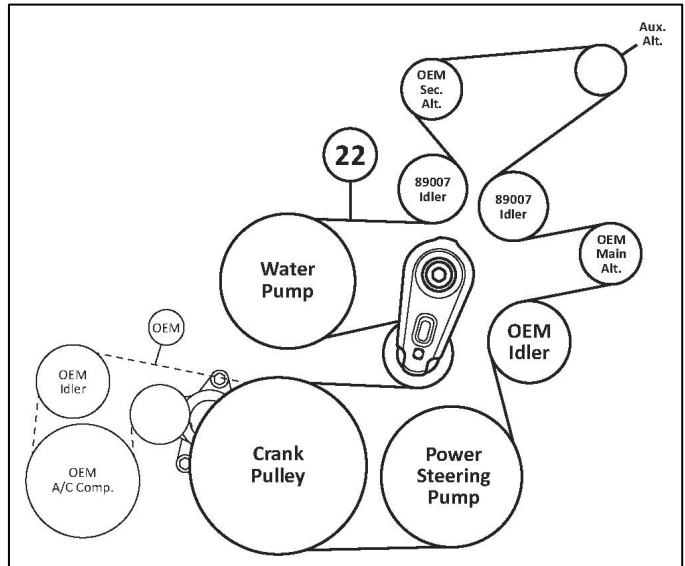 Aux.
Alt.
OEM
Sec.
Alt.
22
89007
Idler
89007
Idler
OEM
Main
Alt.
Water
Pump
OEM
OEM
Idler
OEM
Idler
OEM
A/C Comp.
Crank
Pulley
Power
Steering
Pump